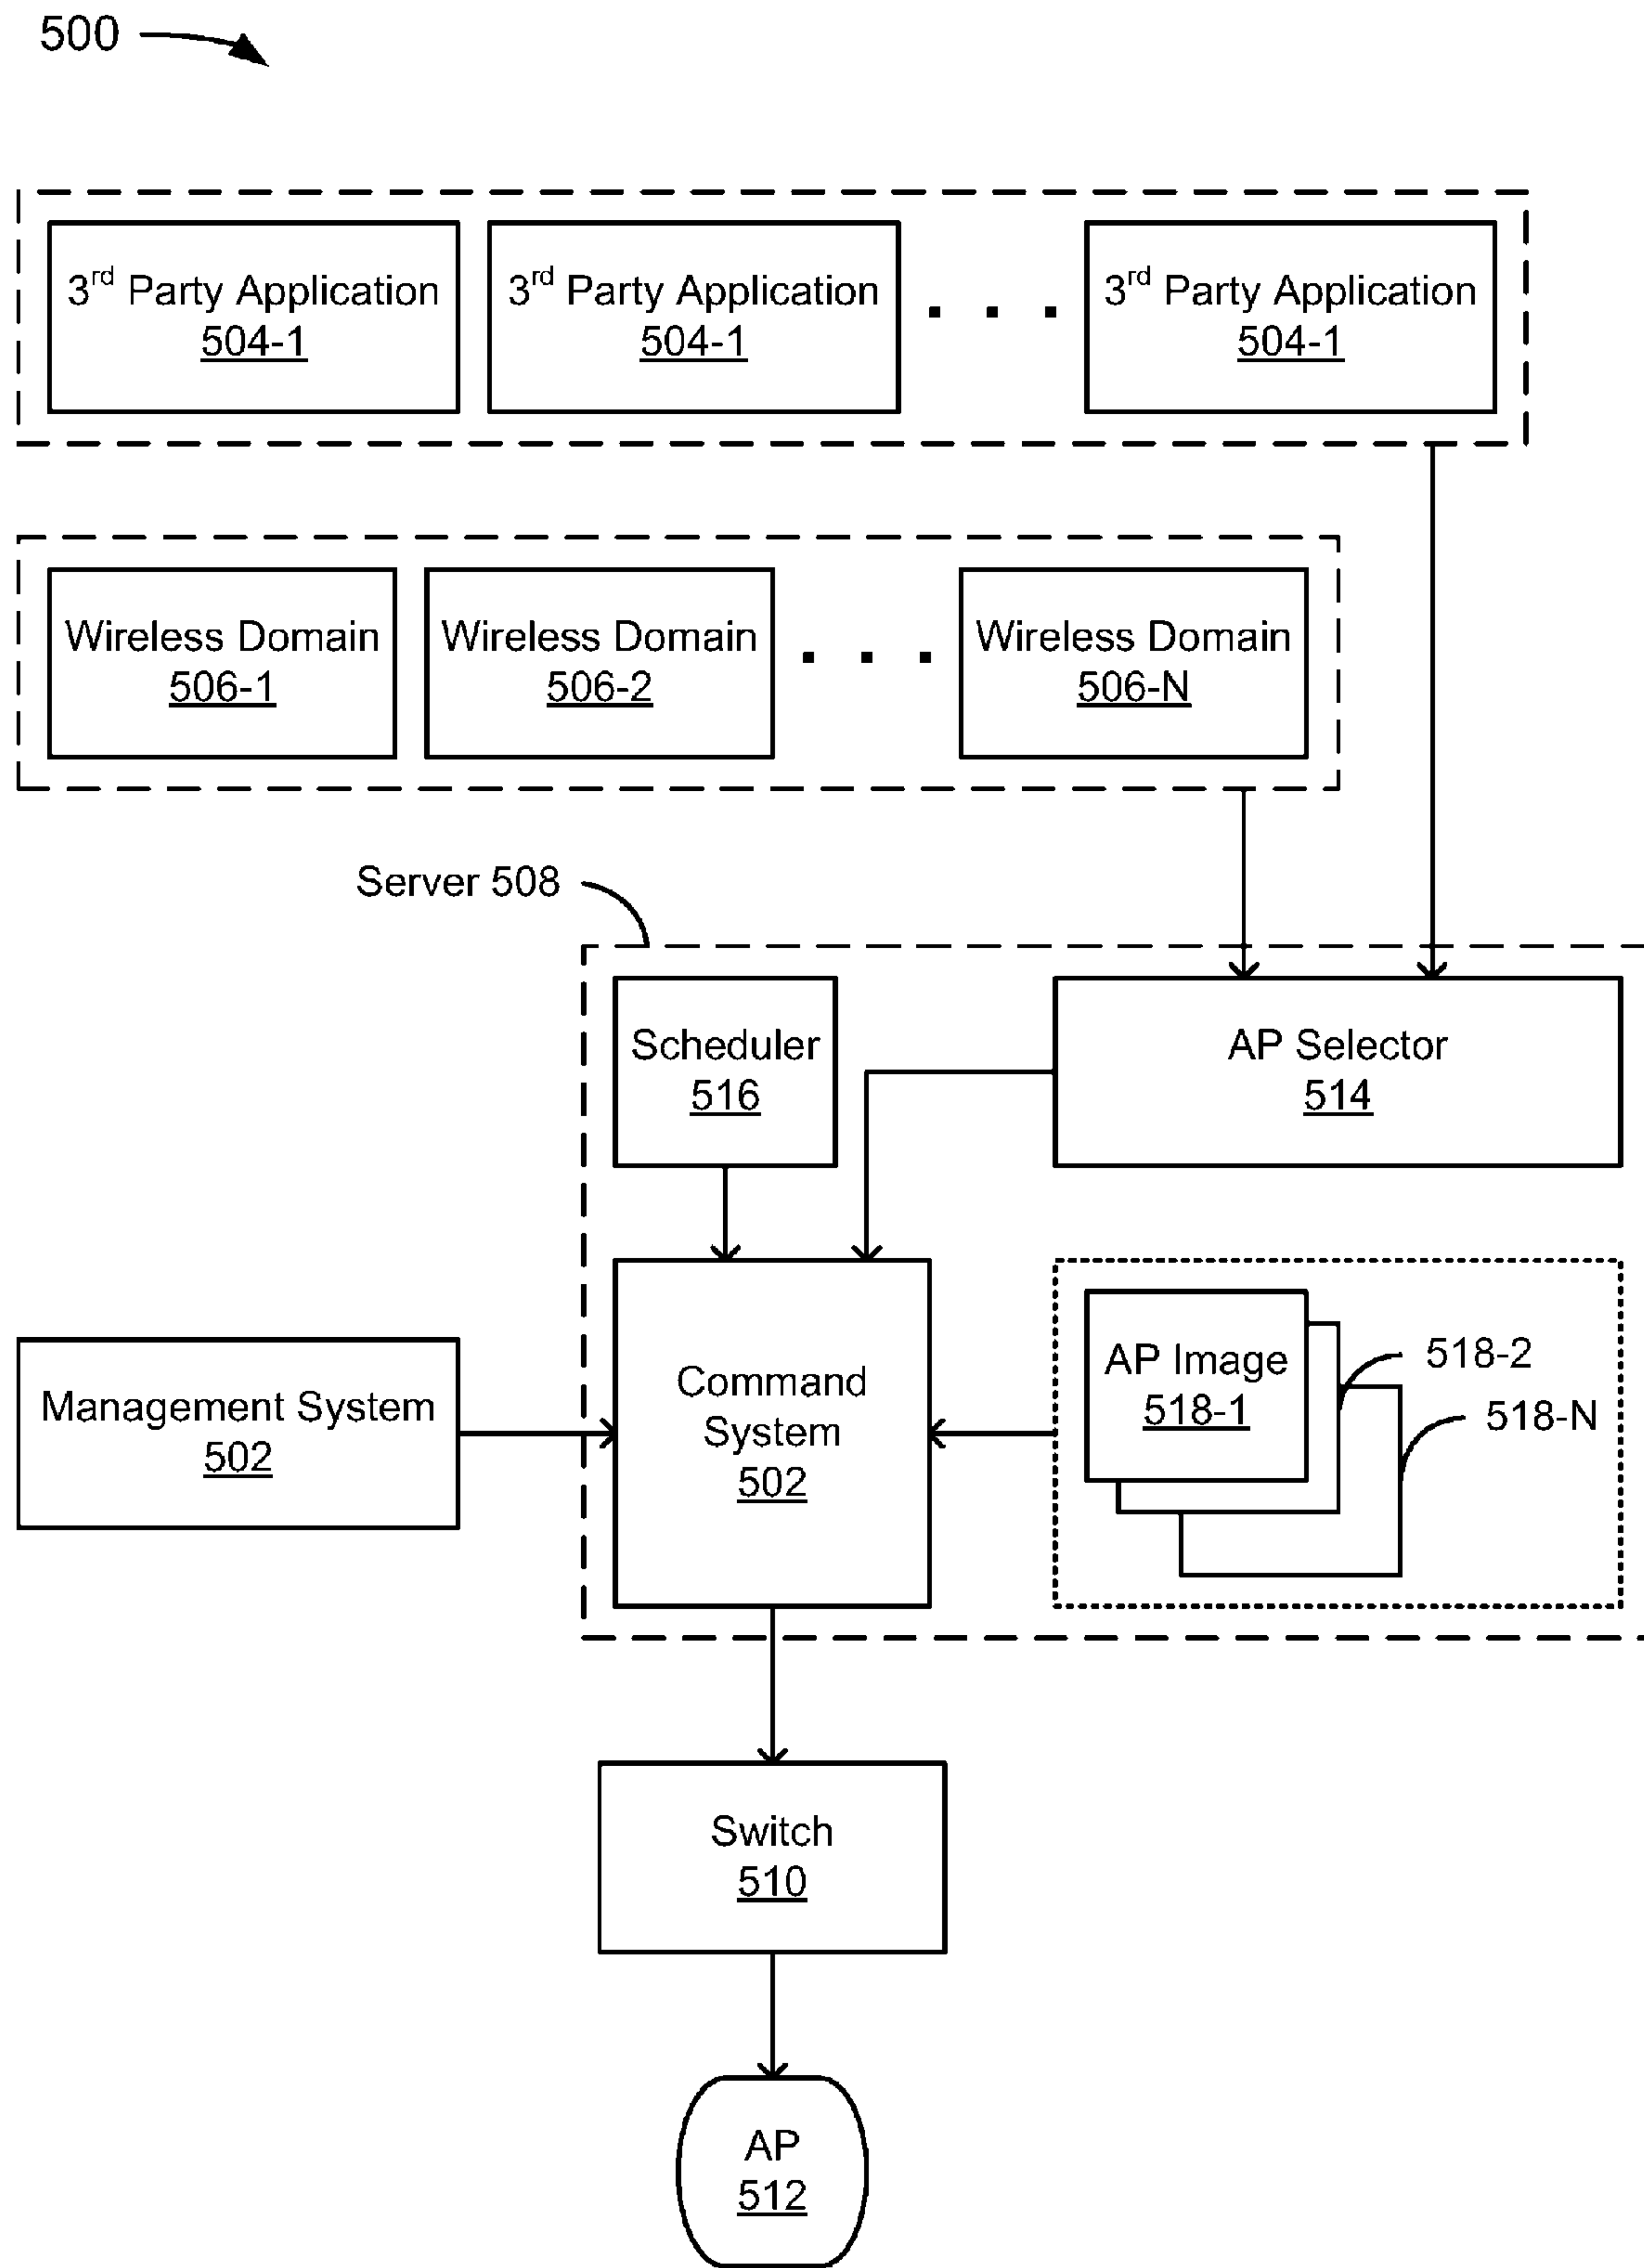 500
3rd Party Application
504-1
3rd Party Application
504-1
3rd Party Application
504-1
Wireless Domain
506-1
Wireless Domain
506-2
Wireless Domain
506-N
Server 508
Scheduler
516
AP Selector
514
Management System
502
Command
System
502
AP Image
518-1
518-2
518-N
Switch
510
AP
512